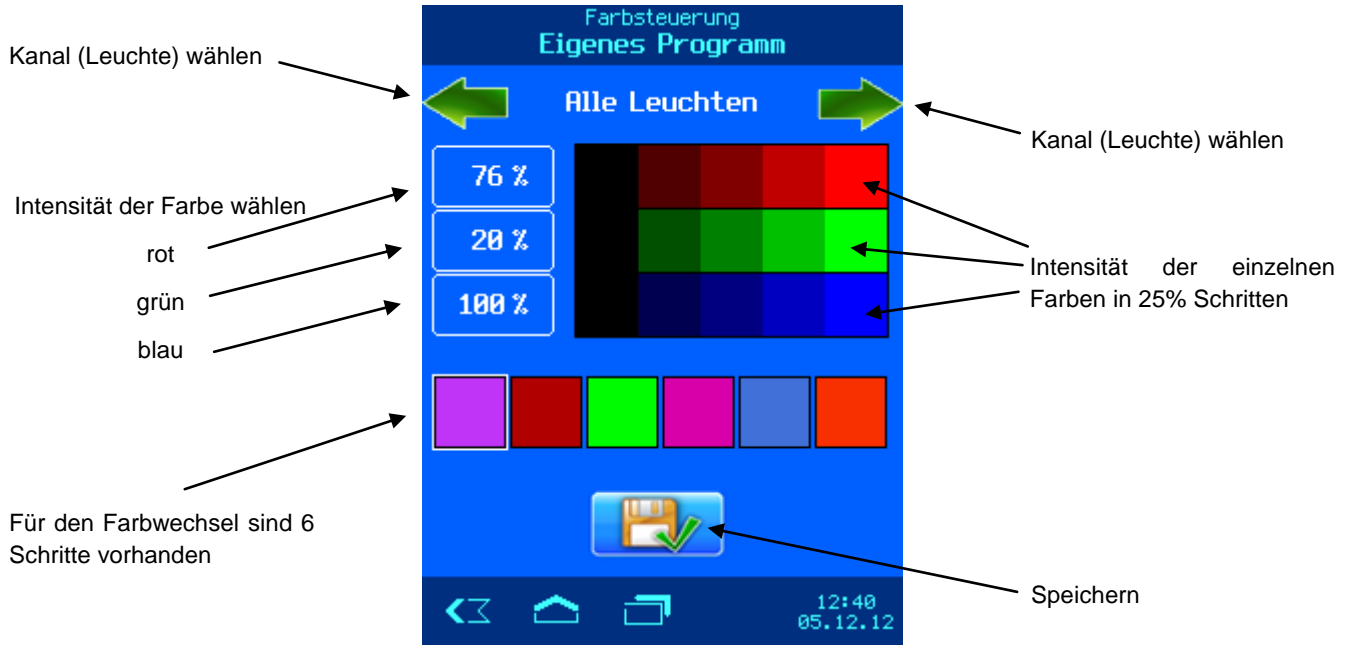 Farbsteuerung
Eigenes Programm
Kanal (Leuchte) wählen
Alle Leuchten
Kanal (Leuchte) wählen
76 %
Intensität der Farbe wählen
rot
20 %
grün
100 %
blau
Intensität der einzelnen
Farben in 25% Schritten
Für den Farbwechsel sind 6
Schritte vorhanden
Speichern
12:40
05.12.12